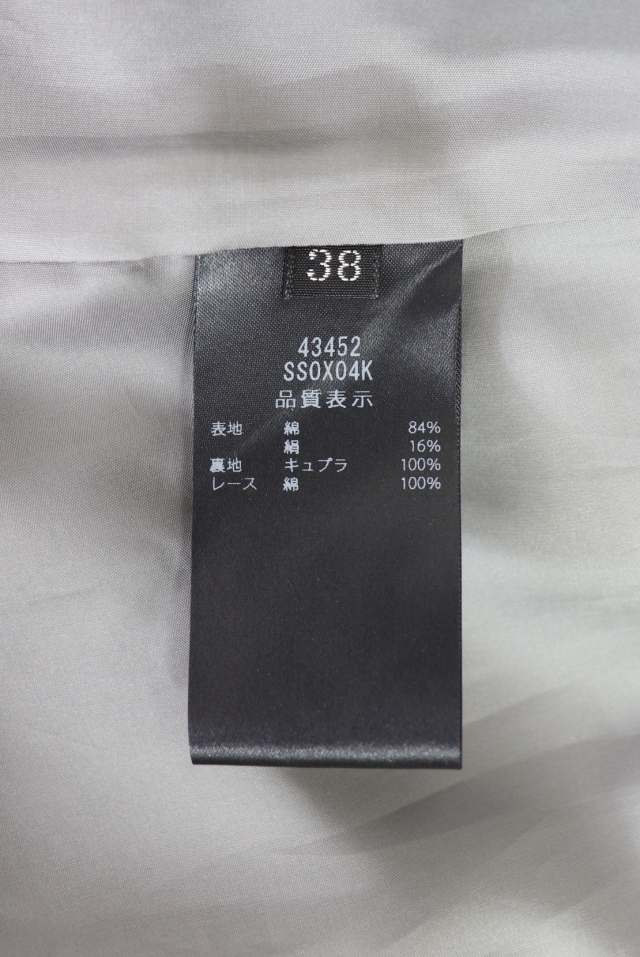 38
43452
SS0X04K
品質表示
表地 綿 84%
絹 16%
裏地 キュプラ 100%
レース 綿 100%